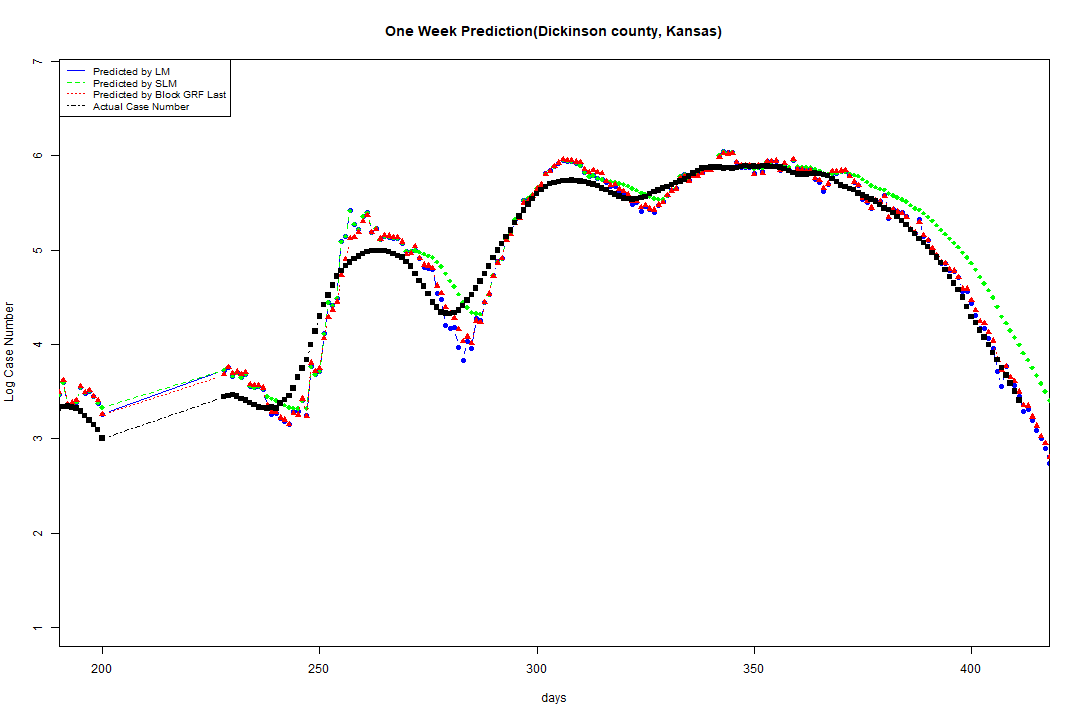 One Week Prediction(Dickinson county, Kansas)
Predicted by LM
Predicted by SLM
Predicted by Block GRF Last
Actual Case Number
7
6
5
4
3
2
1
Log Case Number
200 250 300 350 400
days